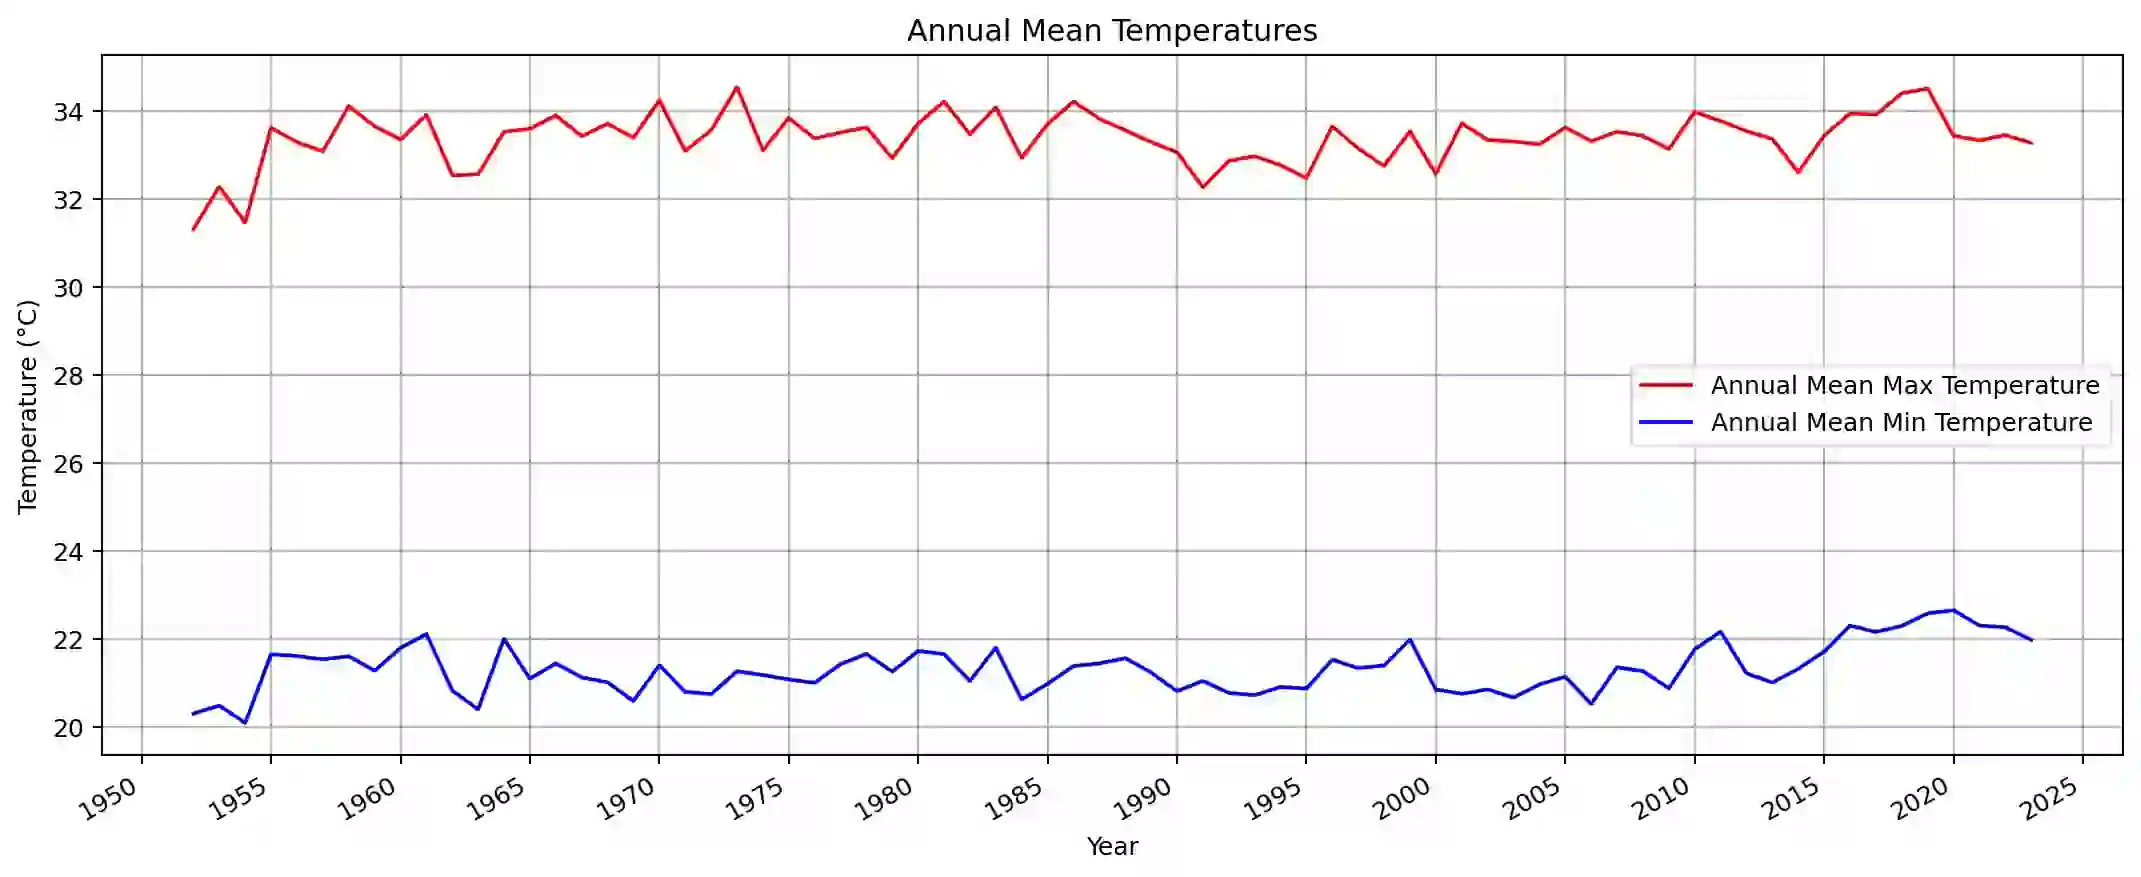 Annual Mean Temperatures
Temperature (°C)
34
32
30
28
26
24
22
20
Annual Mean Max Temperature
Annual Mean Min Temperature
1950 1955 1960 1965 1970 1975 1980 1985 1990 1995 2000 2005 2010 2015 2020 2025
Year